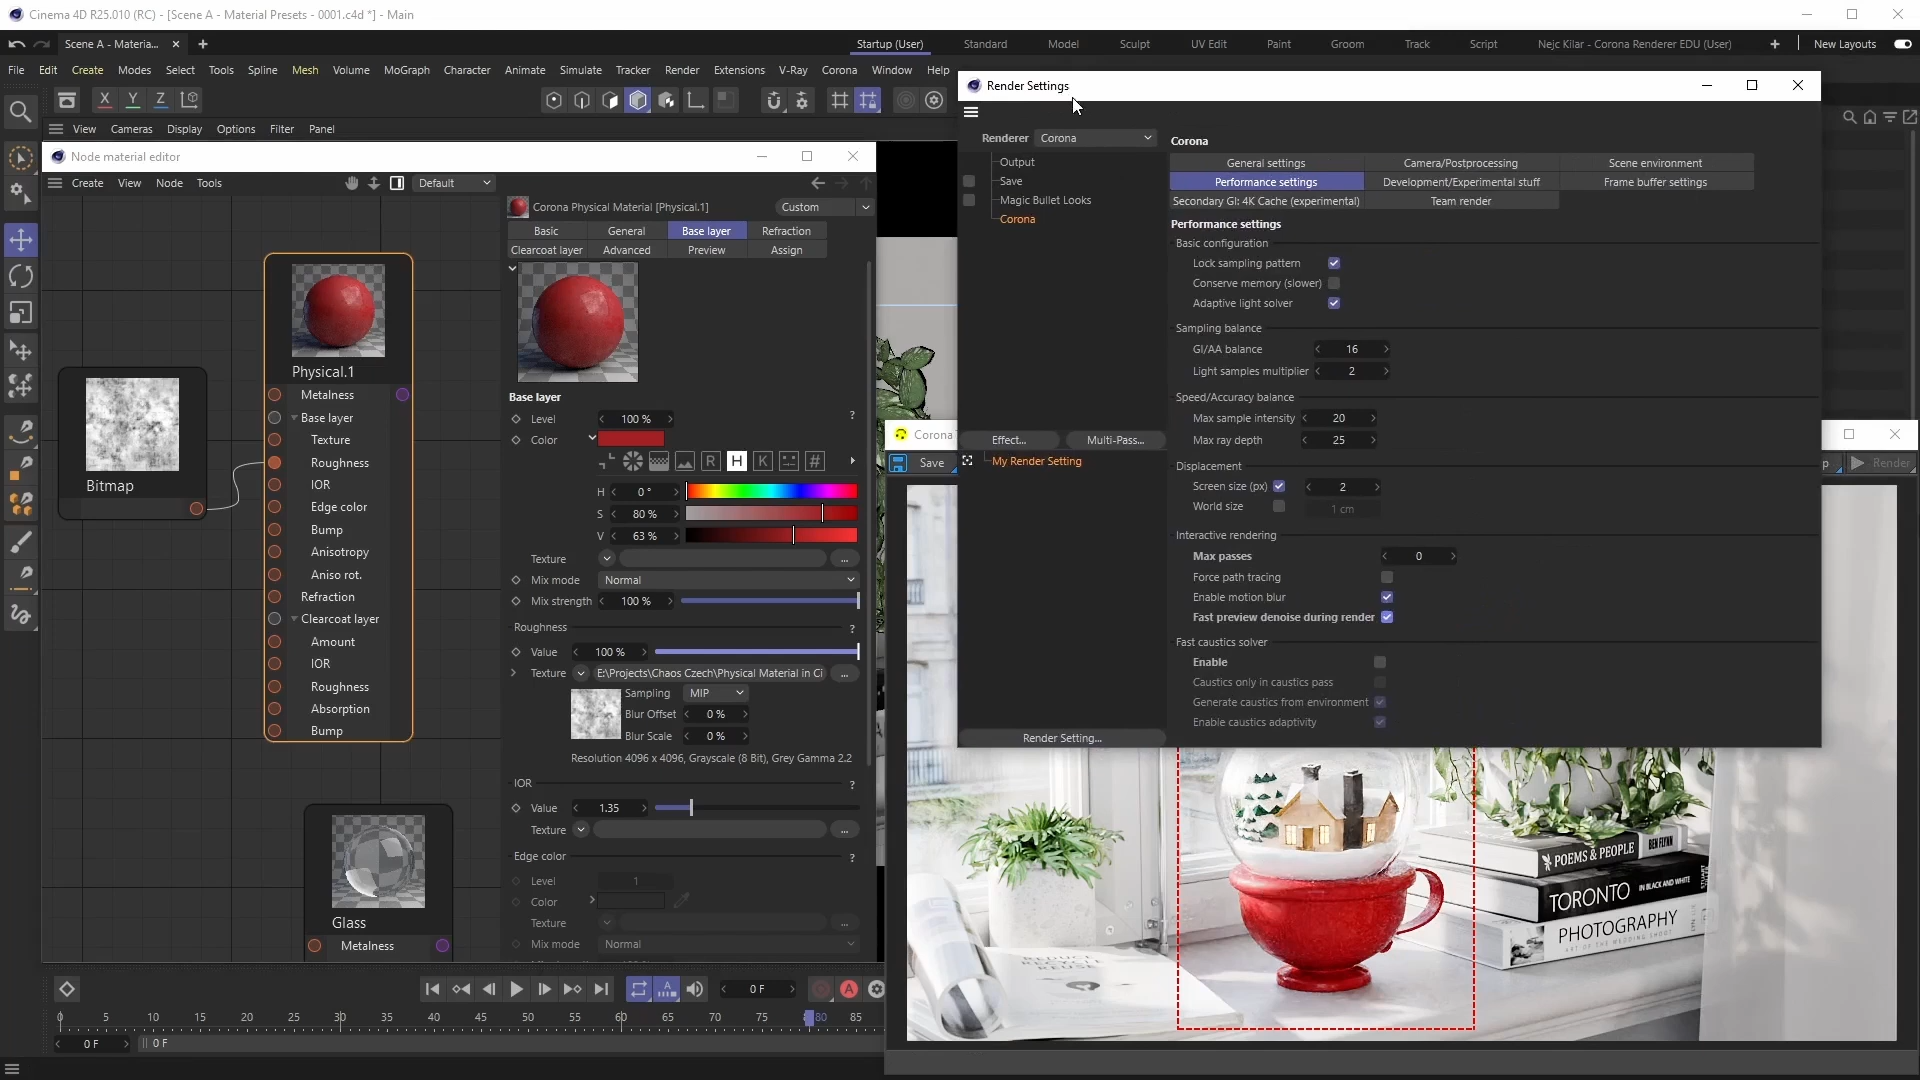 Cinema 4D R25.010 (RC) - [Scene A - Material Presets - 0001.c4d *] - Main
Scene A - Materia...
Startup (User)
Standard
Model
Sculpt
UV Edit
Paint
Groom
Track
Script
Nejc Kilar - Corona Renderer EDU (User)
New Layouts
File Edit Create Modes Select Tools Spline Mesh Volume MoGraph Character Animate Simulate Tracker Render Extensions V-Ray Corona Window Help
X Y Z
View Cameras Display Options Filter Panel
Node material editor
Create View Node Tools
Default
Bitmap
Physical.1
Metalness
Base layer
Texture
Roughness
IOR
Edge color
Bump
Anisotropy
Aniso rot.
Refraction
Clearcoat layer
Amount
IOR
Roughness
Absorption
Bump
Glass
Metalness
Corona Physical Material [Physical.1]
Custom
Basic General Base layer Refraction
Clearcoat layer Advanced Preview Assign
Base layer
Level 100 % ?
Color
R H K #
H 0 °
S 80 %
V 63 %
Texture ...
Mix mode Normal
Mix strength 100 %
Roughness ?
Value 100 %
Texture E:\Projects\Chaos Czech\Physical Material in Ci ...
Sampling MIP
Blur Offset 0 %
Blur Scale 0 %
Resolution 4096 x 4096, Grayscale (8 Bit), Grey Gamma 2.2
IOR ?
Value 1.35
Texture ...
Edge color ?
Level 1
Color
Texture ...
Mix mode Normal
Render Settings
Renderer Corona
Output
Save
Magic Bullet Looks
Corona
Effect... Multi-Pass...
My Render Setting
Render Setting...
Corona
General settings Camera/Postprocessing Scene environment
Performance settings Development/Experimental stuff Frame buffer settings
Secondary GI: 4K Cache (experimental) Team render
Performance settings
Basic configuration
Lock sampling pattern
Conserve memory (slower)
Adaptive light solver
Sampling balance
GI/AA balance 16
Light samples multiplier 2
Speed/Accuracy balance
Max sample intensity 20
Max ray depth 25
Displacement
Screen size (px) 2
World size 1 cm
Interactive rendering
Max passes 0
Force path tracing
Enable motion blur
Fast preview denoise during render
Fast caustics solver
Enable
Caustics only in caustics pass
Generate caustics from environment
Enable caustics adaptivity
Corona
Save
p
Render
POEMS & PEOPLE BEN FLYNN
TORONTO IN BLACK AND WHITE
PHOTOGRAPHY
ART OF THE WEDDING SHOOT
REDUCE
RECYCLE
REUSE
A
0 F
A
0 5 10 15 20 25 30 35 40 45 50 55 60 65 70 75 80 85
0 F
0 F